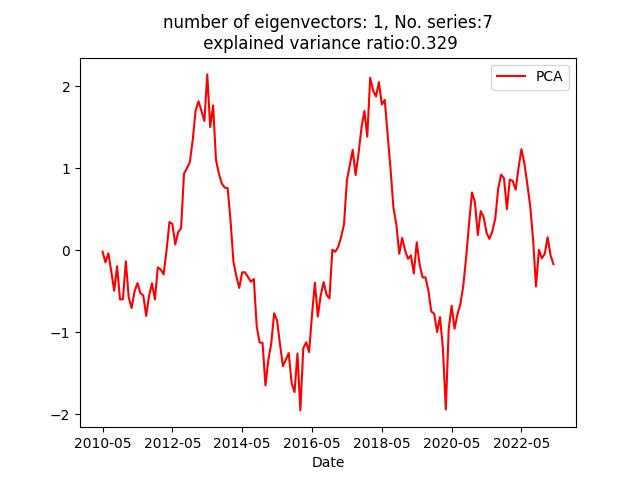 number of eigenvectors: 1, No. series:7
explained variance ratio:0.329
PCA
2
1
0
−1
−2
2010-05 2012-05 2014-05 2016-05 2018-05 2020-05 2022-05
Date